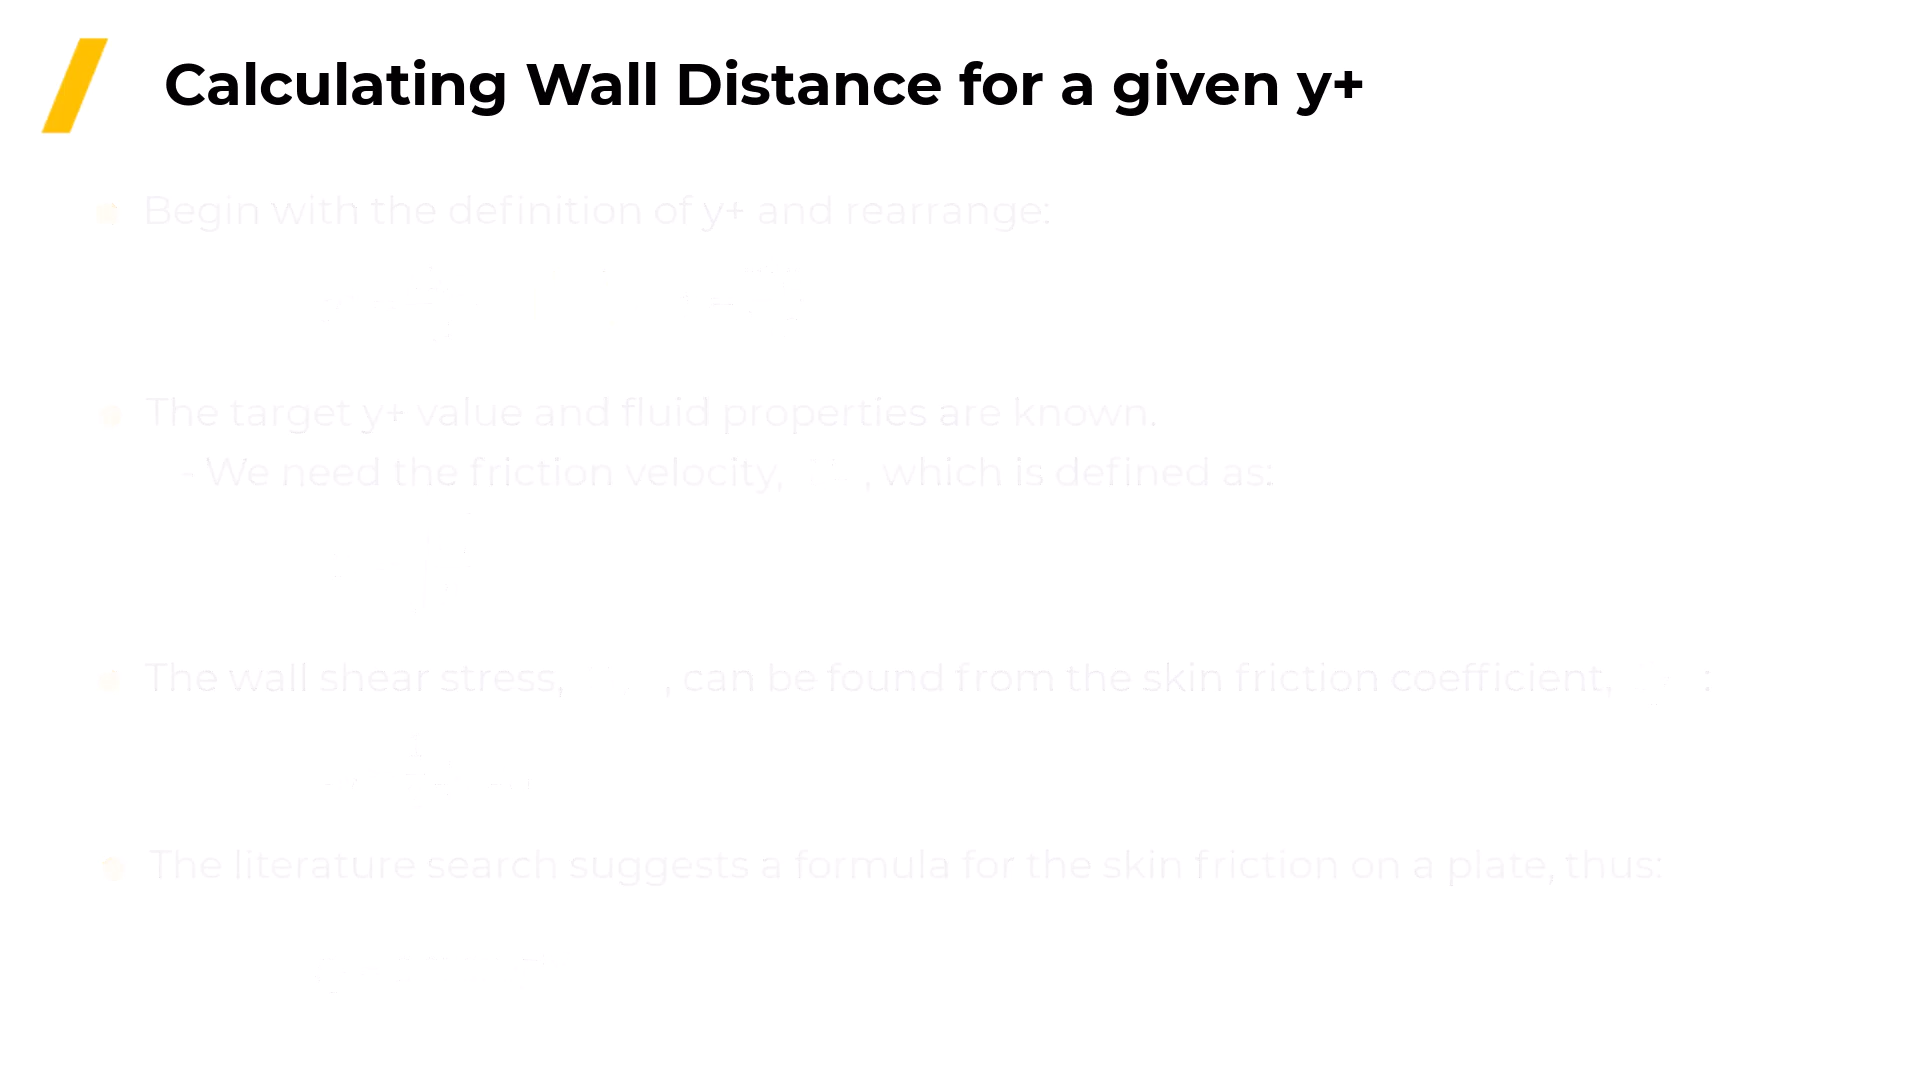 Calculating Wall Distance for a given y+
Begin with the definition of y+ and rearrange:
The target y+ value and fluid properties are known.
- We need the friction velocity, , which is defined as:
The wall shear stress, , can be found from the skin friction coefficient, :
The literature search suggests a formula for the skin friction on a plate, thus: